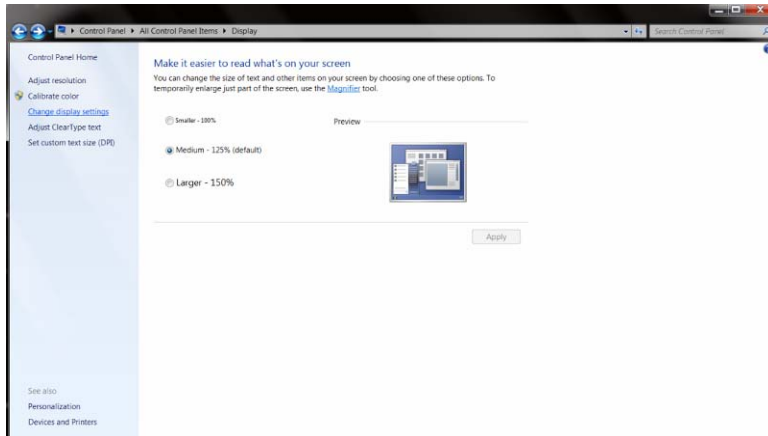 Control Panel ▸ All Control Panel Items ▸ Display
Search Control Panel
Control Panel Home
Adjust resolution
Calibrate color
Change display settings
Adjust ClearType text
Set custom text size (DPI)
See also
Personalization
Devices and Printers
Make it easier to read what's on your screen
You can change the size of text and other items on your screen by choosing one of these options. To
temporarily enlarge just part of the screen, use the Magnifier tool.
Smaller - 100%
Preview
Medium - 125% (default)
Larger - 150%
Apply